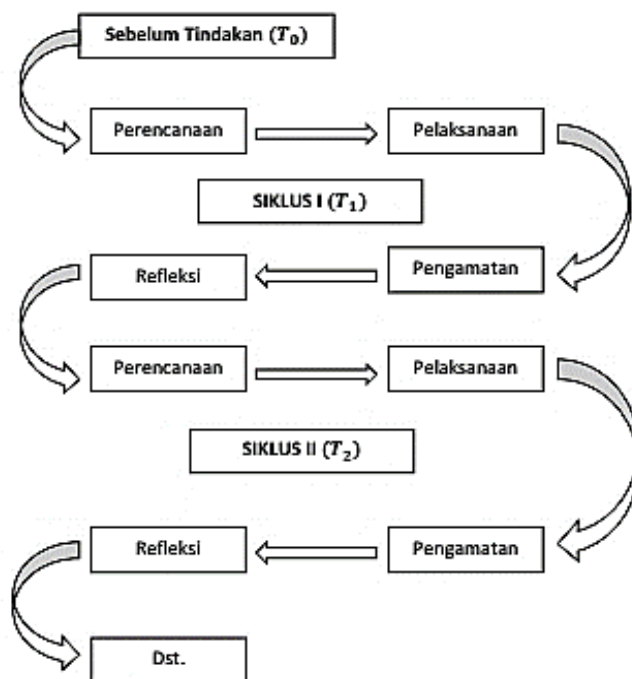 Sebelum Tindakan (T₀)
Perencanaan
Pelaksanaan
SIKLUS I (T₁)
Refleksi
Pengamatan
Perencanaan
Pelaksanaan
SIKLUS II (T₂)
Refleksi
Pengamatan
Dst.